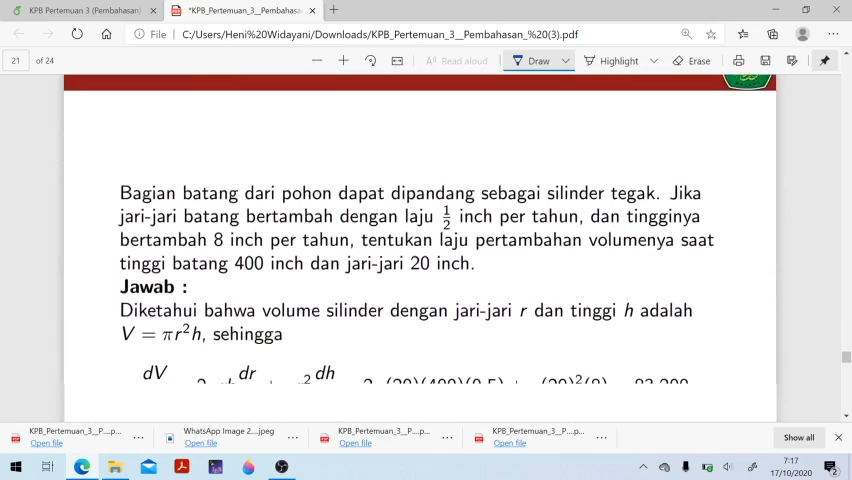 KPB Pertemuan 3 (Pembahasan)
*KPB_Pertemuan_3__Pembahasan_
File C:/Users/Heni%20Widayani/Downloads/KPB_Pertemuan_3__Pembahasan_%20(3).pdf
21 of 24 Read aloud Draw Highlight Erase
Bagian batang dari pohon dapat dipandang sebagai silinder tegak. Jika
jari-jari batang bertambah dengan laju 1/2 inch per tahun, dan tingginya
bertambah 8 inch per tahun, tentukan laju pertambahan volumenya saat
tinggi batang 400 inch dan jari-jari 20 inch.
Jawab :
Diketahui bahwa volume silinder dengan jari-jari r dan tinggi h adalah
V = πr²h, sehingga
dV dr dh
KPB_Pertemuan_3__P....p... WhatsApp Image 2....jpeg KPB_Pertemuan_3__P....p... KPB_Pertemuan_3__P....p... Show all
Open file Open file Open file Open file
7:17
17/10/2020
2